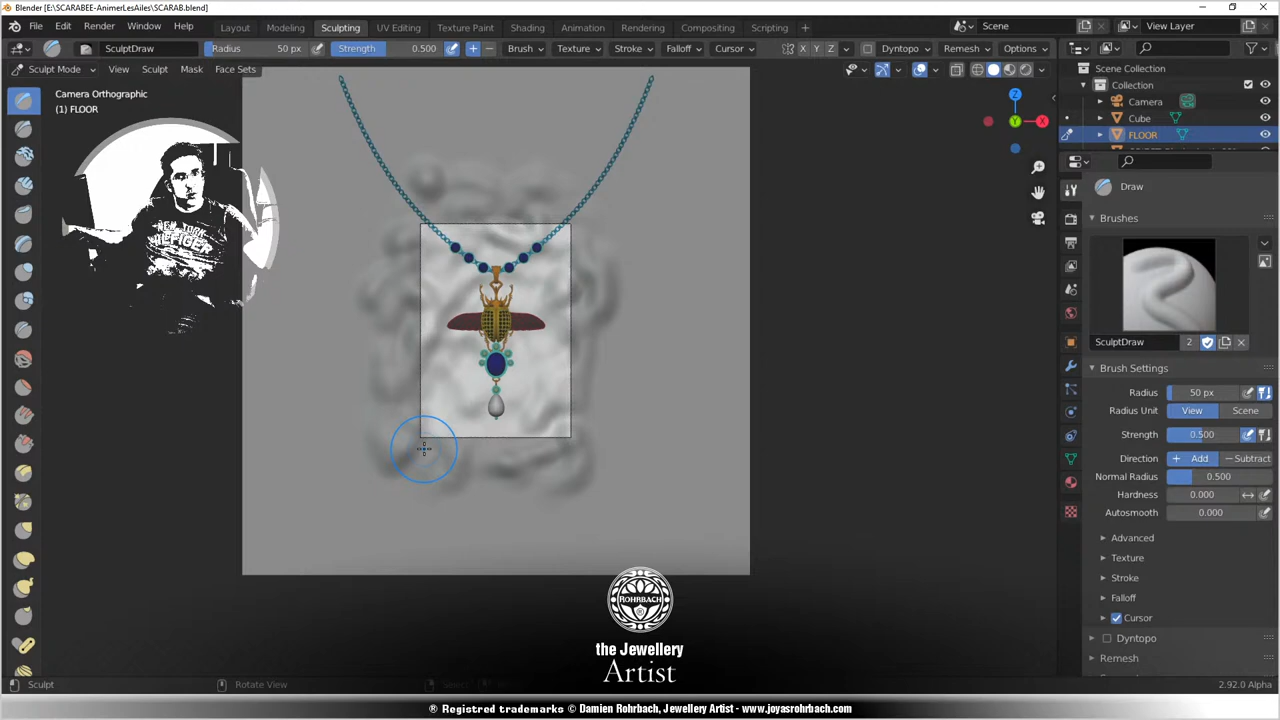 Blender [E:\SCARABEE-AnimerLesAiles\SCARAB.blend]
File Edit Render Window Help Layout Modeling Sculpting UV Editing Texture Paint Shading Animation Rendering Compositing Scripting Scene View Layer
SculptDraw Radius 50 px Strength 0.500 Brush Texture Stroke Falloff Cursor X Y Z Dyntopo Remesh Options
Sculpt Mode View Sculpt Mask Face Sets
Scene Collection
Collection
Camera
Cube
FLOOR
Camera Orthographic
(1) FLOOR
Z
Y
X
NEW YORK
Draw
Brushes
SculptDraw 2
Brush Settings
Radius 50 px
Radius Unit View Scene
Strength 0.500
Direction + Add — Subtract
Normal Radius 0.500
Hardness 0.000
Autosmooth 0.000
Advanced
Texture
Stroke
Falloff
Cursor
Dyntopo
Remesh
ROHRBACH
the Jewellery
Artist
Sculpt Rotate View 2.92.0 Alpha
® Registered trademarks © Damien Rohrbach, Jewellery Artist - www.joyasrohrbach.com